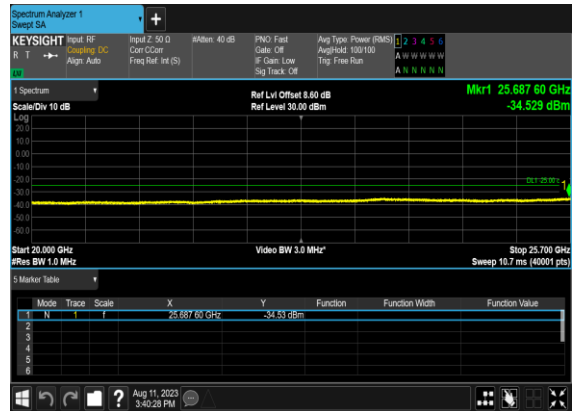 Spectrum Analyzer 1
Swept SA
+
KEYSIGHT Input: RF Input Z: 50 Ω #Atten: 40 dB PNO: Fast Avg Type: Power (RMS) 1 2 3 4 5 6
R T Coupling: DC Corr CCorr Gate: Off Avg|Hold: 100/100 A W W W W W
Align: Auto Freq Ref: Int (S) IF Gain: Low Trig: Free Run A N N N N N
Sig Track: Off
1 Spectrum Ref Lvl Offset 8.60 dB Mkr1 25.687 60 GHz
Scale/Div 10 dB Ref Level 30.00 dBm -34.529 dBm
Log
20.0
10.0
0.00
-10.0
-20.0
DL1 -25.00
1
-30.0
-40.0
-50.0
-60.0
Start 20.000 GHz Video BW 3.0 MHz* Stop 25.700 GHz
#Res BW 1.0 MHz Sweep 10.7 ms (40001 pts)
5 Marker Table
Mode Trace Scale X Y Function Function Width Function Value
1 N 1 f 25.687 60 GHz -34.53 dBm
2
3
4
5
6
? Aug 11, 2023
3:40:28 PM